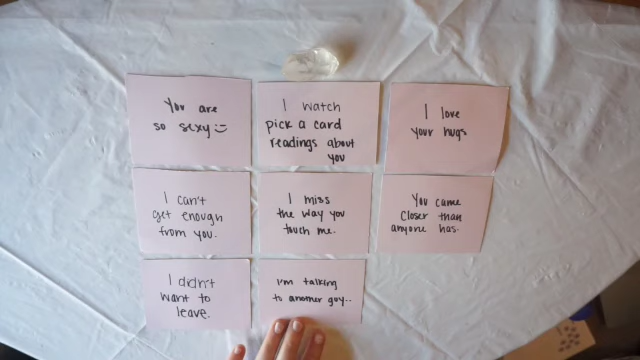 You are
so sexy :)
I watch
pick a card
readings about
you
I love
your hugs
I can't
get enough
from you.
I miss
the way you
touch me.
You came
closer than
anyone has.
I didn't
want to
leave.
I'm talking
to another guy..